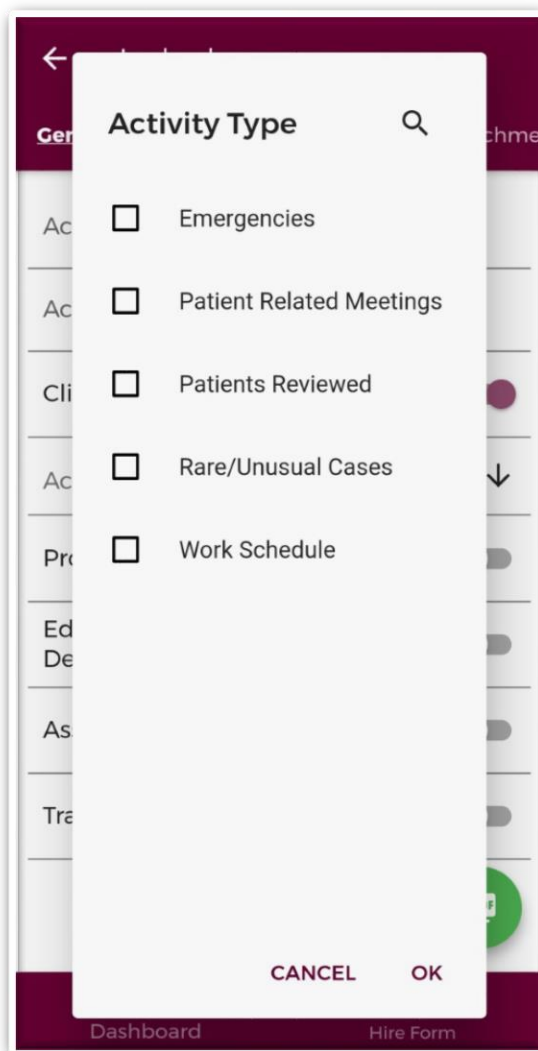 Activity Type
Emergencies
Patient Related Meetings
Patients Reviewed
Rare/Unusual Cases
Work Schedule
CANCEL
OK
Dashboard
Hire Form